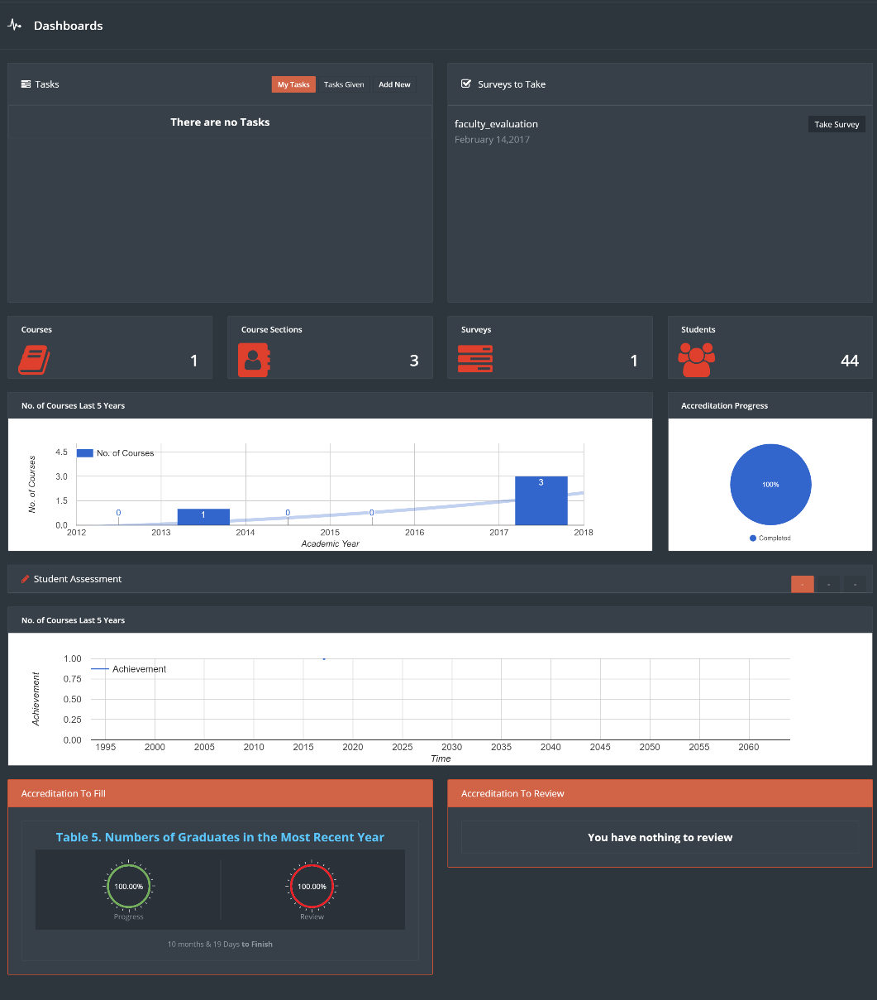 Dashboards
Tasks
My Tasks Tasks Given Add New
There are no Tasks
Surveys to Take
faculty_evaluation
Take Survey
February 14,2017
Courses
1
Course Sections
3
Surveys
1
Students
44
No. of Courses Last 5 Years
No. of Courses
4.5
3.0
1.5
0.0
No. of Courses
0 1 0 0 3
2012 2013 2014 2015 2016 2017 2018
Academic Year
Accreditation Progress
100%
Completed
Student Assessment
- - -
No. of Courses Last 5 Years
Achievement
1.00
0.75
0.50
0.25
0.00
Achievement
1995 2000 2005 2010 2015 2020 2025 2030 2035 2040 2045 2050 2055 2060
Time
Accreditation To Fill
Table 5. Numbers of Graduates in the Most Recent Year
100.00% 100.00%
Progress Review
10 months & 19 Days to Finish
Accreditation To Review
You have nothing to review